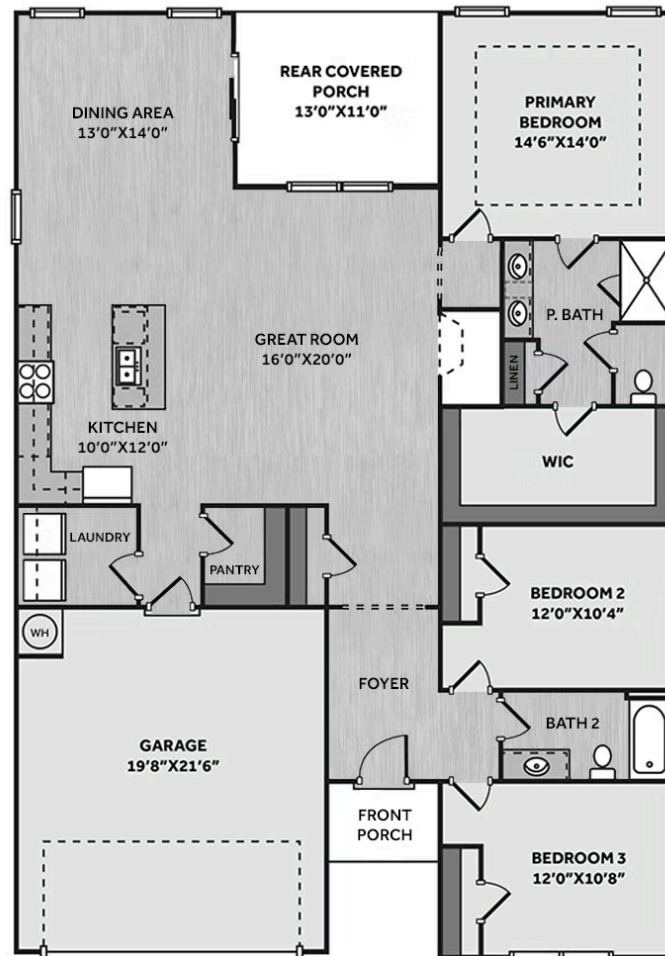 REAR COVERED
PORCH
13'0"X11'0"
DINING AREA
13'0"X14'0"
PRIMARY
BEDROOM
14'6"X14'0"
P. BATH
GREAT ROOM
16'0"X20'0"
LINEN
KITCHEN
10'0"X12'0"
WIC
LAUNDRY
PANTRY
BEDROOM 2
12'0"X10'4"
WH
FOYER
BATH 2
GARAGE
19'8"X21'6"
FRONT
PORCH
BEDROOM 3
12'0"X10'8"